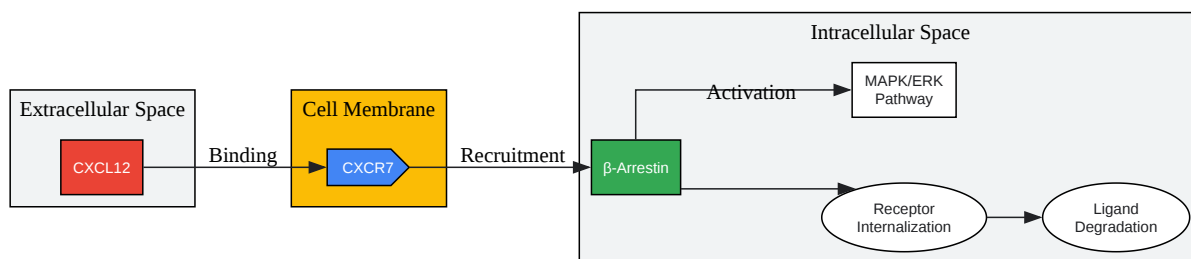 Intracellular Space
MAPK/ERK
Pathway
Activation
Extracellular Space
Cell Membrane
CXCL12
Binding
CXCR7
Recruitment
β-Arrestin
Receptor
Internalization
Ligand
Degradation